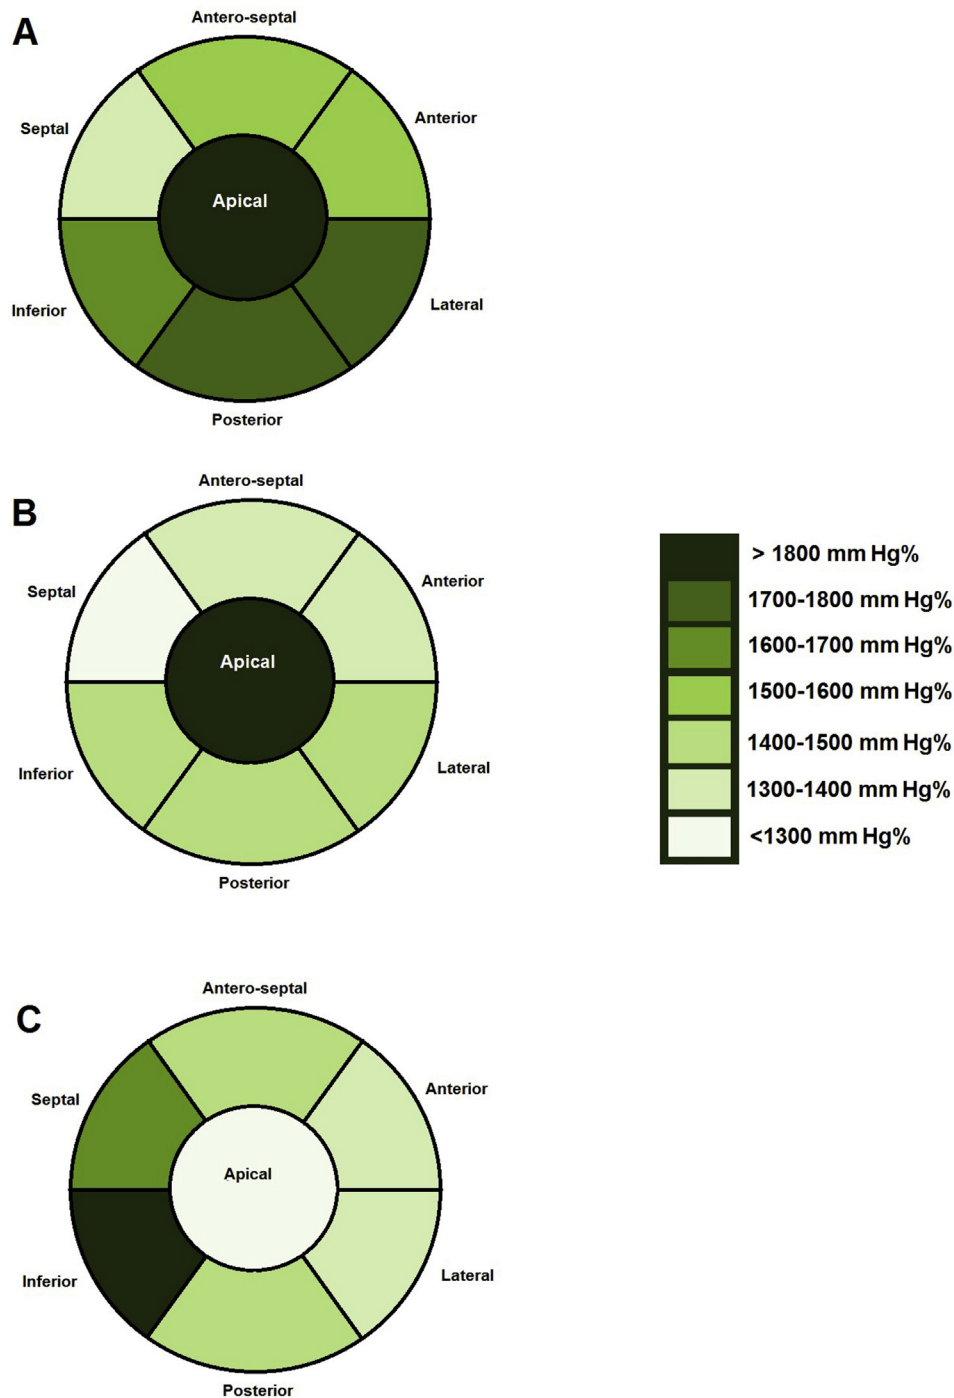 A
Antero-septal
Septal
Anterior
Apical
Inferior
Lateral
Posterior
B
Antero-septal
Septal
Anterior
Apical
Inferior
Lateral
Posterior
> 1800 mm Hg%
1700-1800 mm Hg%
1600-1700 mm Hg%
1500-1600 mm Hg%
1400-1500 mm Hg%
1300-1400 mm Hg%
<1300 mm Hg%
C
Antero-septal
Septal
Anterior
Apical
Inferior
Lateral
Posterior